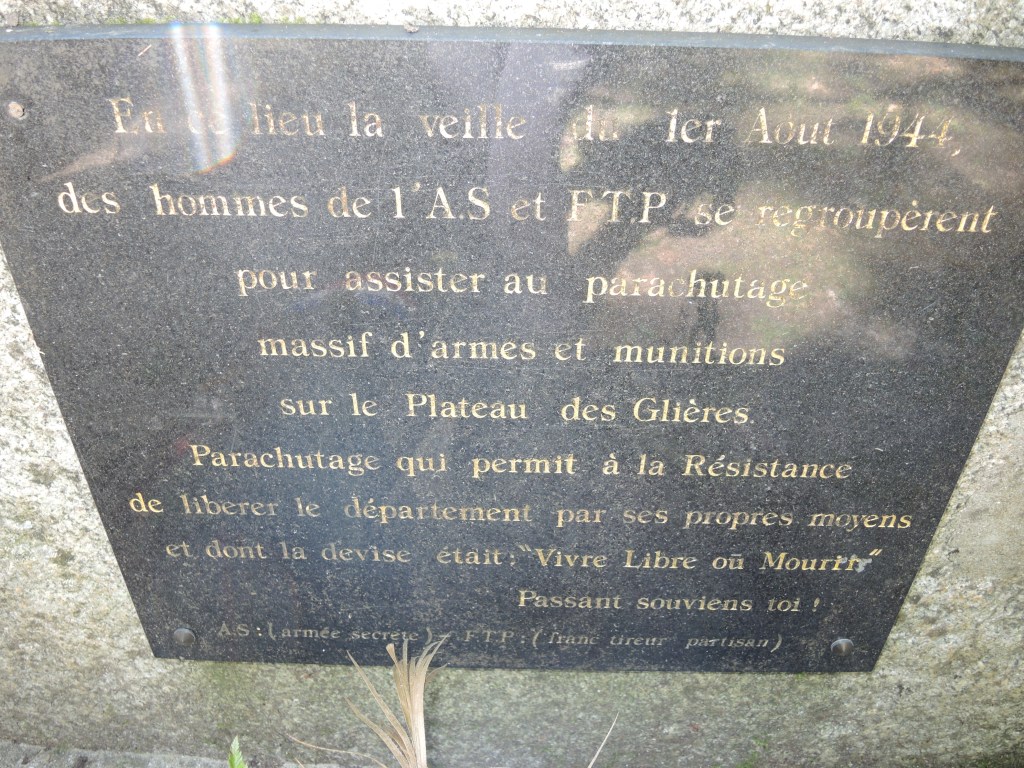 En ce lieu la veille du 1er Août 1944,
des hommes de l'A.S et F.T.P se regroupèrent
pour assister au parachutage
massif d'armes et munitions
sur le Plateau des Glières.
Parachutage qui permit à la Résistance
de liberer le département par ses propres moyens
et dont la devise était : "Vivre Libre où Mourir"
Passant souviens toi !
A.S : (armée secrète) - F.T.P : (franc tireur partisan)